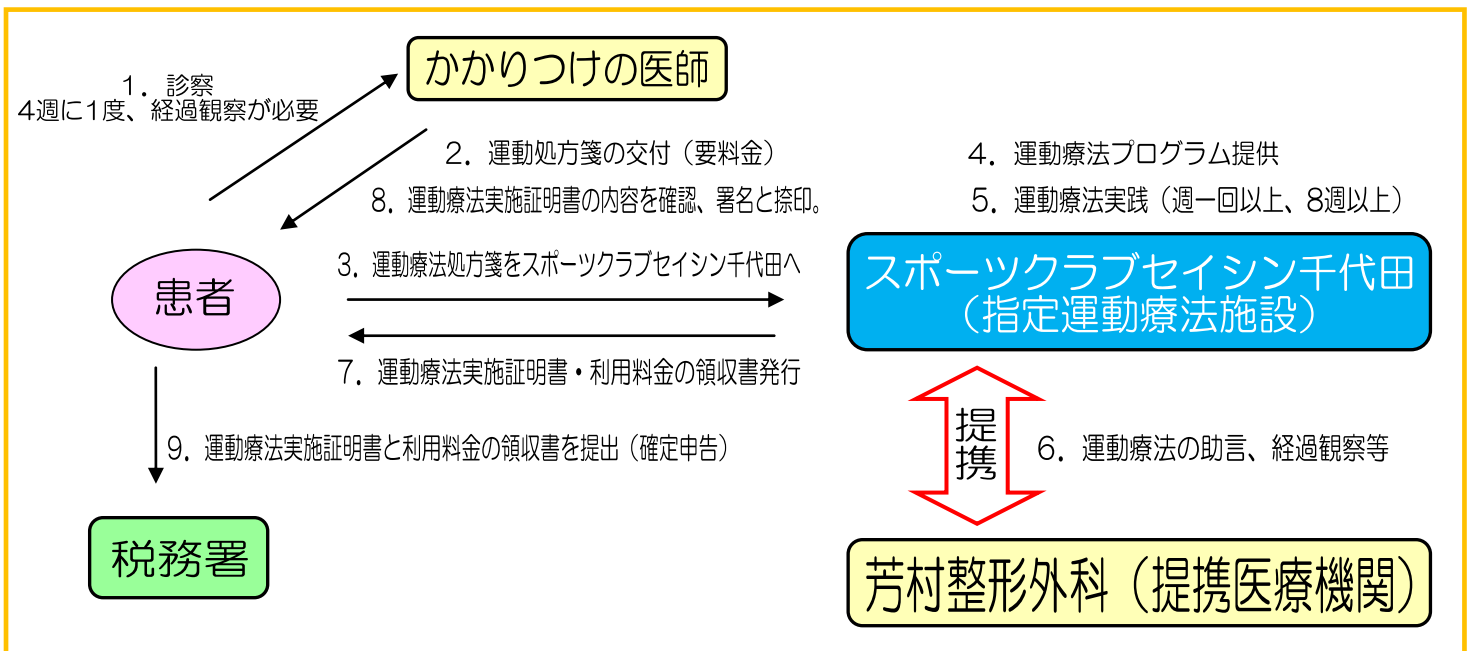 かかりつけの医師
1．診察
4週に1度、経過観察が必要
2．運動処方箋の交付（要料金）
8．運動療法実施証明書の内容を確認、署名と捺印。
4．運動療法プログラム提供
5．運動療法実践（週一回以上、8週以上）
3．運動療法処方箋をスポーツクラブセイシン千代田へ
患者
スポーツクラブセイシン千代田
（指定運動療法施設）
7．運動療法実施証明書・利用料金の領収書発行
9．運動療法実施証明書と利用料金の領収書を提出（確定申告）
提携
6．運動療法の助言、経過観察等
税務署
芳村整形外科（提携医療機関）